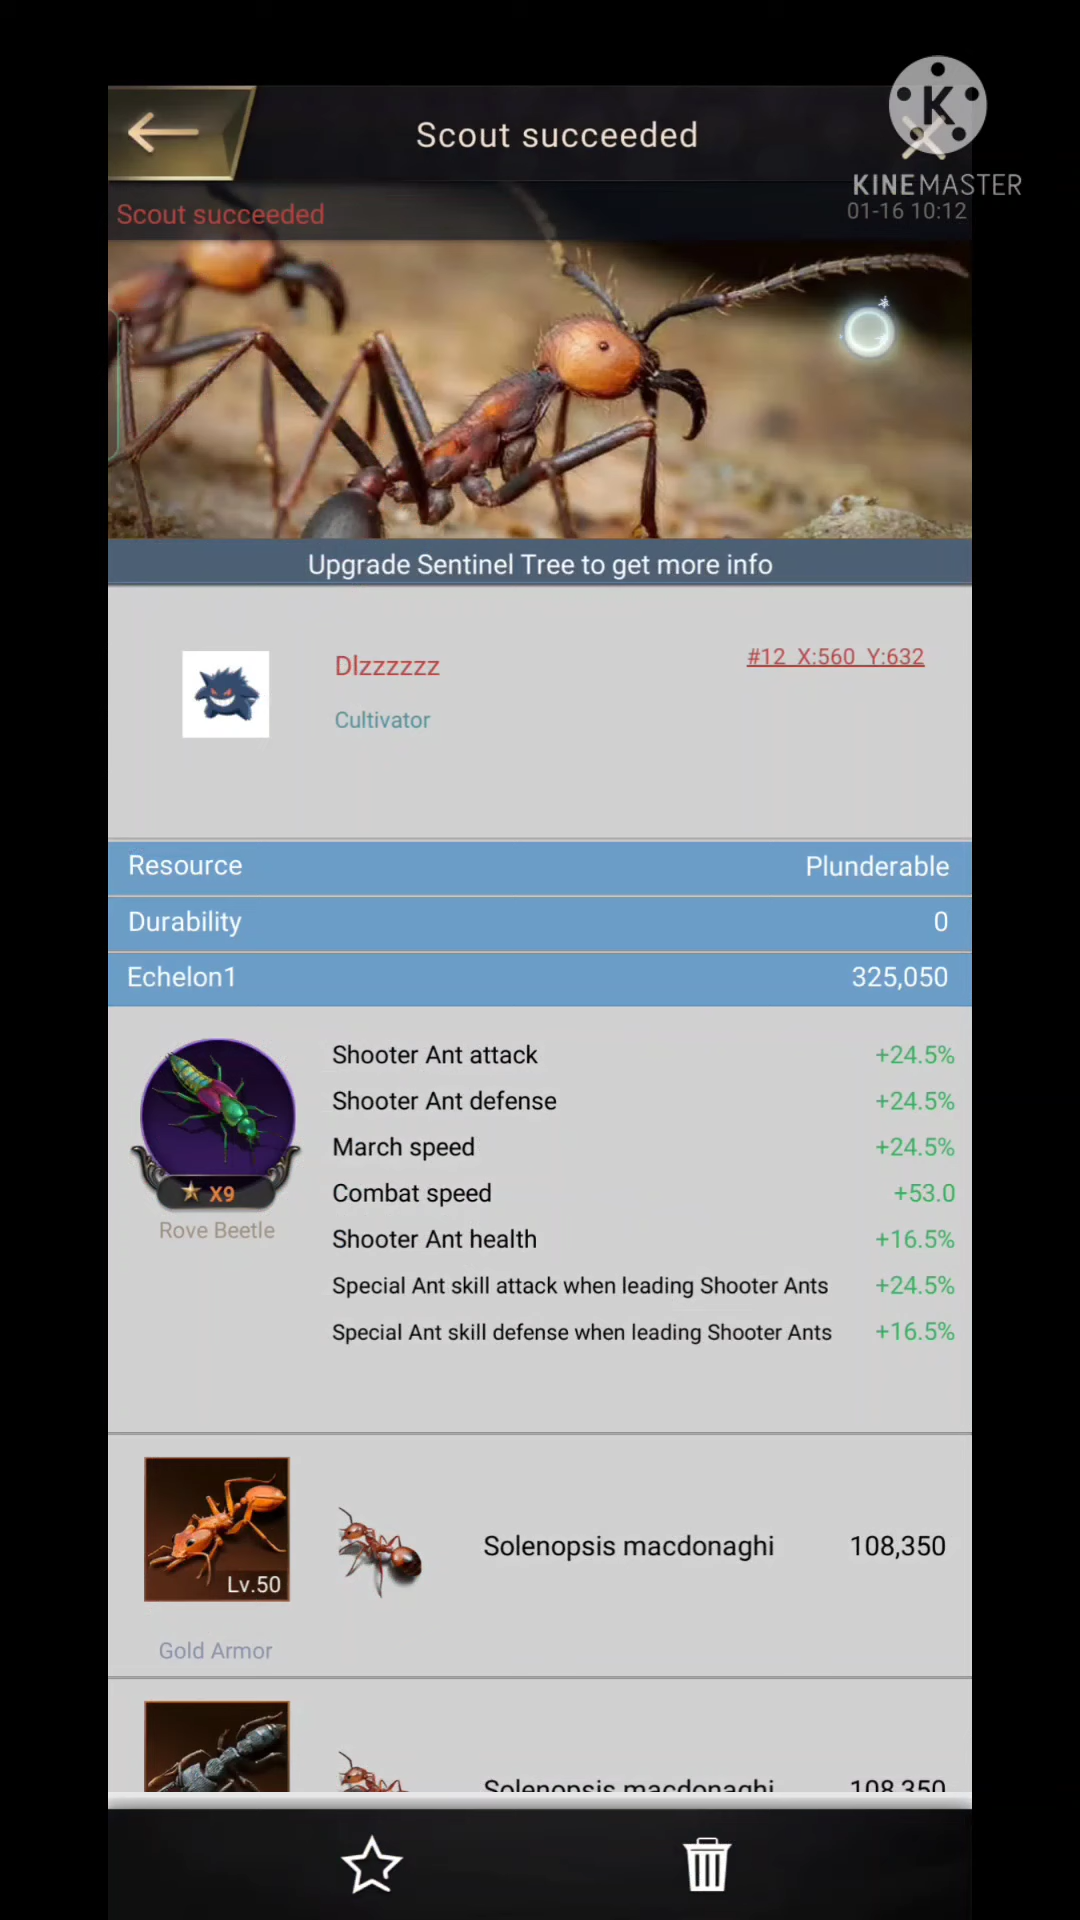 Scout succeeded
K
KINEMASTER
Scout succeeded
01-16 10:12
Upgrade Sentinel Tree to get more info
Dlzzzzzz
#12 X:560 Y:632
Cultivator
Resource Plunderable
Durability 0
Echelon1 325,050
Shooter Ant attack +24.5%
Shooter Ant defense +24.5%
March speed +24.5%
Combat speed +53.0
Shooter Ant health +16.5%
Special Ant skill attack when leading Shooter Ants +24.5%
Special Ant skill defense when leading Shooter Ants +16.5%
X9
Rove Beetle
Solenopsis macdonaghi 108,350
Lv.50
Gold Armor
Solenopsis macdonaghi 108,350